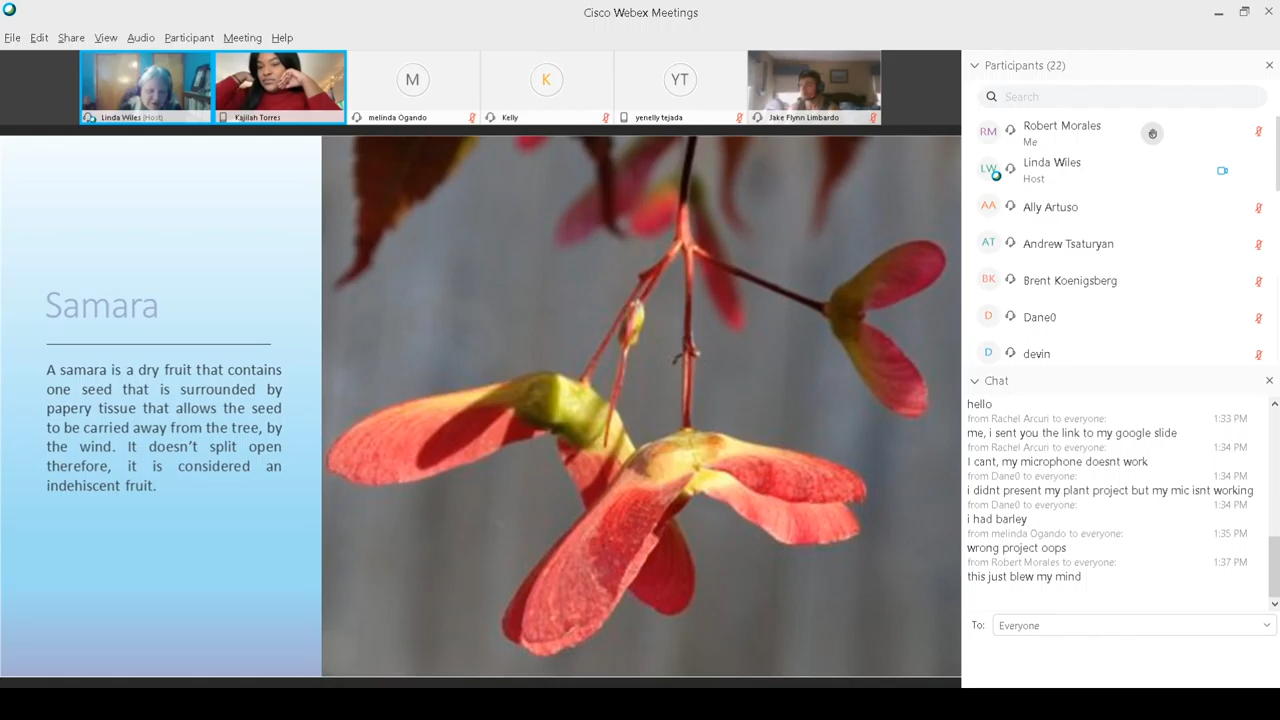 Cisco Webex Meetings
File Edit Share View Audio Participant Meeting Help
Linda Wiles (Host)
Kajilah Torres
M
melinda Ogando
K
Kelly
YT
yenelly tejada
Jake Flynn Limbardo
Samara
A samara is a dry fruit that contains
one seed that is surrounded by
papery tissue that allows the seed
to be carried away from the tree, by
the wind. It doesn't split open
therefore, it is considered an
indehiscent fruit.
Participants (22)
Search
RM Robert Morales
Me
LW Linda Wiles
Host
AA Ally Artuso
AT Andrew Tsaturyan
BK Brent Koenigsberg
D Dane0
D devin
Chat
hello
from Rachel Arcuri to everyone: 1:33 PM
me, i sent you the link to my google slide
from Rachel Arcuri to everyone: 1:34 PM
I cant, my microphone doesnt work
from Dane0 to everyone: 1:34 PM
i didnt present my plant project but my mic isnt working
from Dane0 to everyone: 1:34 PM
i had barley
from melinda Ogando to everyone: 1:35 PM
wrong project oops
from Robert Morales to everyone: 1:37 PM
this just blew my mind
To: Everyone